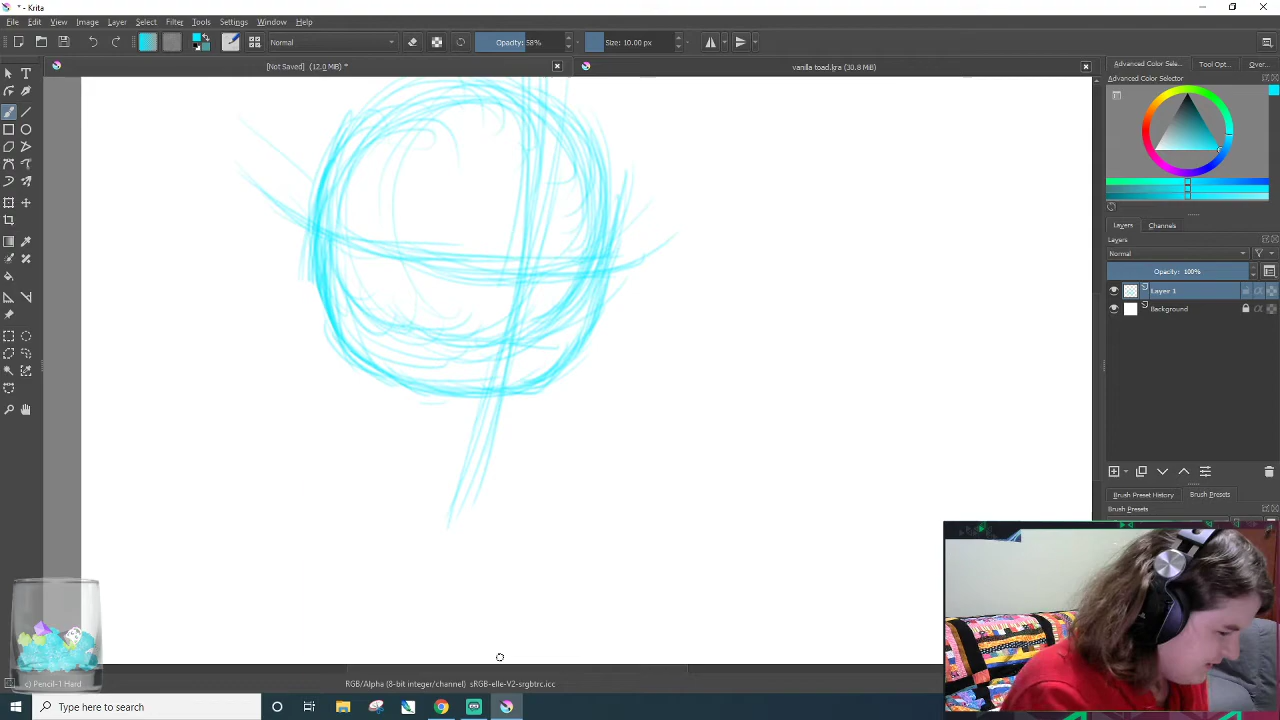 * - Krita
File Edit View Image Layer Select Filter Tools Settings Window Help
Normal Opacity: 58% Size: 10.00 px
[Not Saved] (12.0 MiB) *
vanilla toad.kra (30.8 MiB)
Advanced Color Selec... Tool Opt... Over...
Advanced Color Selector
Layers Channels
Layers
Normal
Opacity: 100%
Layer 1
Background
Brush Preset History Brush Presets
Brush Presets
c) Pencil-1 Hard
RGB/Alpha (8-bit integer/channel) sRGB-elle-V2-srgbtrc.icc
Type here to search